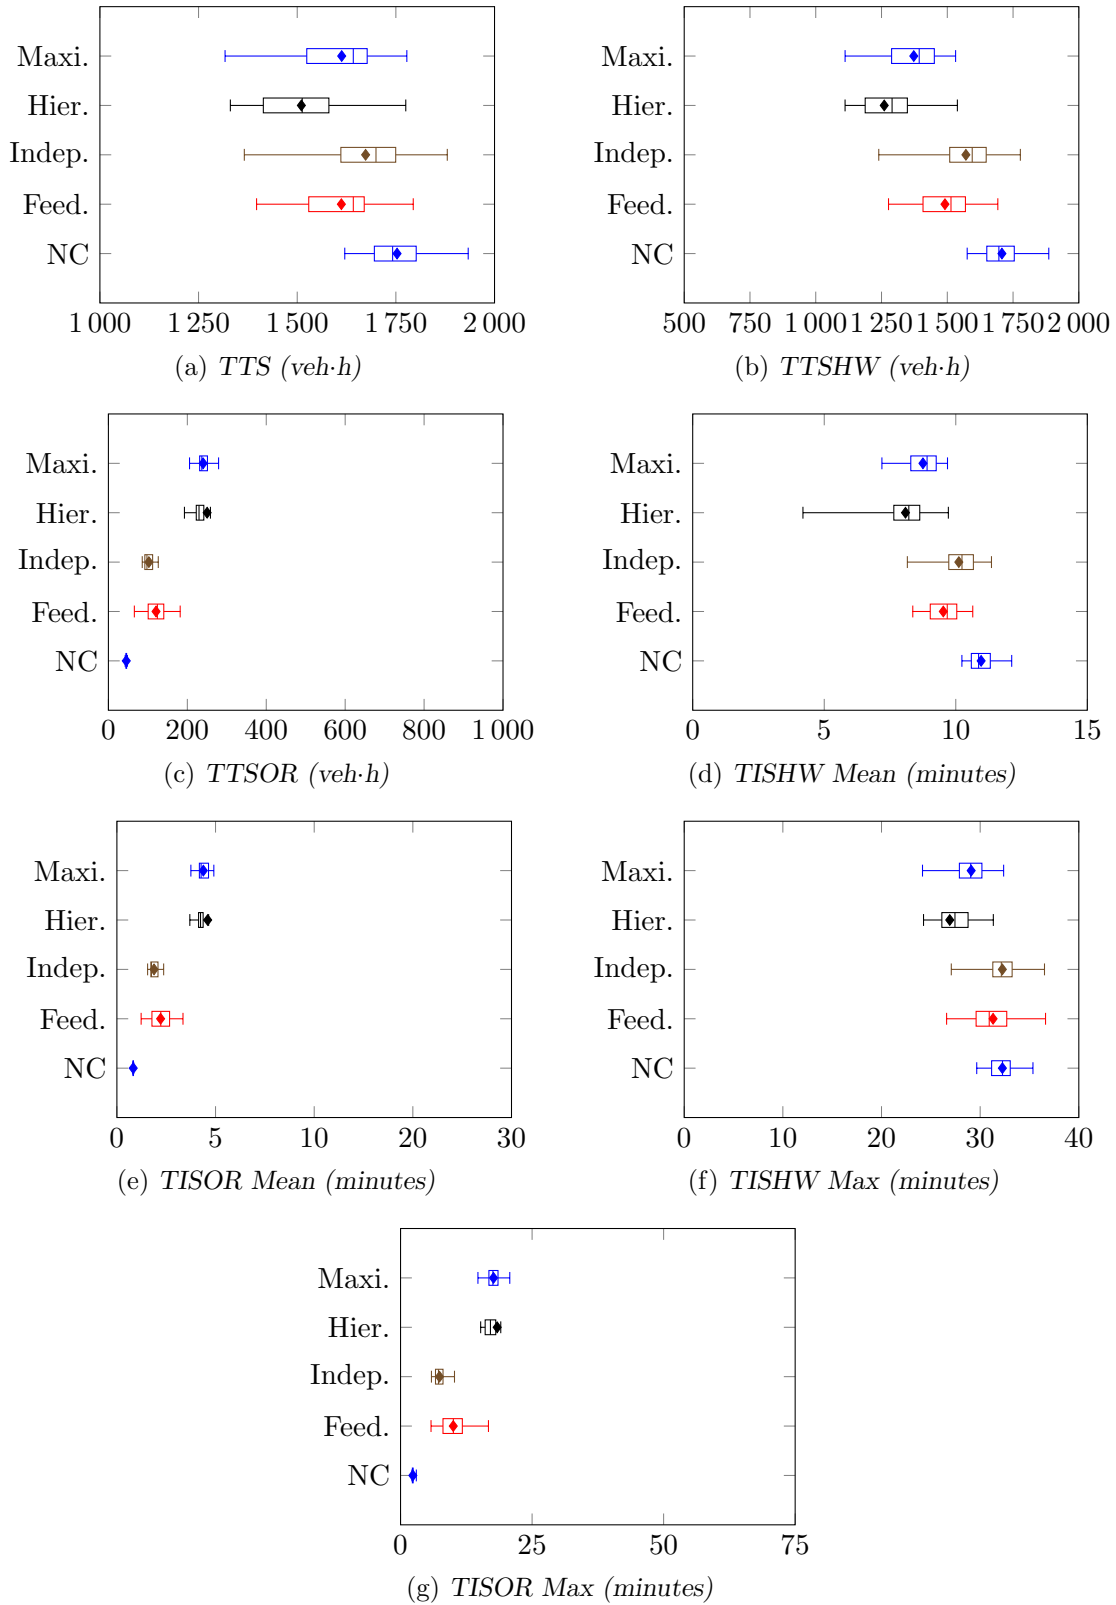 Maxi.
Hier.
Indep.
Feed.
NC
1 000 1 250 1 500 1 750 2 000
(a) TTS (veh·h)
Maxi.
Hier.
Indep.
Feed.
NC
500 750 1 000 1 250 1 500 1 750 2 000
(b) TTSHW (veh·h)
Maxi.
Hier.
Indep.
Feed.
NC
0 200 400 600 800 1 000
(c) TTSOR (veh·h)
Maxi.
Hier.
Indep.
Feed.
NC
0 5 10 15
(d) TISHW Mean (minutes)
Maxi.
Hier.
Indep.
Feed.
NC
0 5 10 20 30
(e) TISOR Mean (minutes)
Maxi.
Hier.
Indep.
Feed.
NC
0 10 20 30 40
(f) TISHW Max (minutes)
Maxi.
Hier.
Indep.
Feed.
NC
0 25 50 75
(g) TISOR Max (minutes)